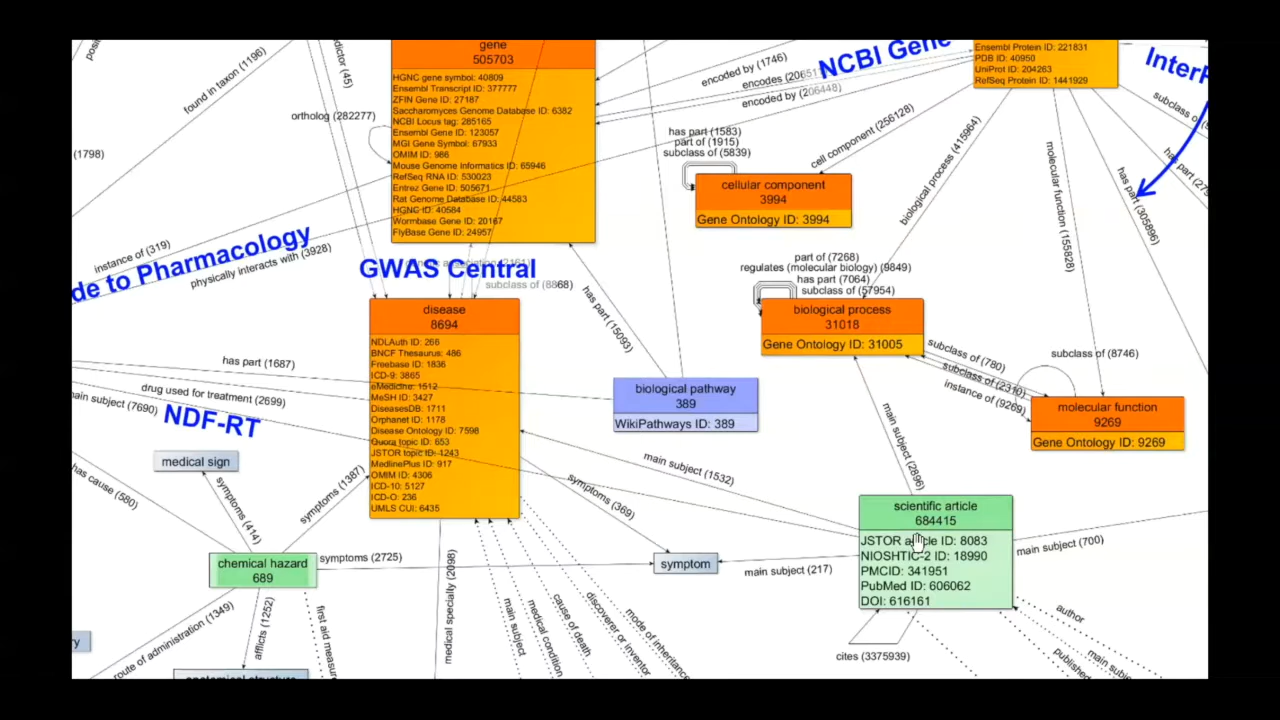 gene
505703
HGNC gene symbol: 40809
Ensembl Transcript ID: 377777
ZFIN Gene ID: 27187
Saccharomyces Genome Database ID: 6382
NCBI Locus tag: 285165
Ensembl Gene ID: 123057
MGI Gene Symbol: 67933
OMIM ID: 986
Mouse Genome Informatics ID: 65946
RefSeq RNA ID: 530023
Entrez Gene ID: 505671
Rat Genome Database ID: 44583
HGNC ID: 40584
Wormbase Gene ID: 20167
FlyBase Gene ID: 24957
found in taxon (1196)
(45)
ortholog (282277)
(1798)
encoded by (1746)
encodes
encoded by (206448)
NCBI Gene
Ensembl Protein ID: 221831
PDB ID: 40950
UniProt ID: 204263
RefSeq Protein ID: 1441929
has part (1583)
part of (1915)
subclass of (5839)
cellular component
3994
Gene Ontology ID: 3994
cell component (256128)
biological process (415964)
molecular function (155828)
has part (305896)
instance of (319)
de to Pharmacology
physically interacts with (3928)
GWAS Central
subclass of (8868)
has part (15093)
part of (7268)
regulates (molecular biology) (9849)
has part (7064)
subclass of (57954)
biological process
31018
Gene Ontology ID: 31005
disease
8694
NDLAuth ID: 266
BNCF Thesaurus: 486
Freebase ID: 1836
ICD-9: 3865
eMedicine: 1512
MeSH ID: 3427
DiseasesDB: 1711
Orphanet ID: 1178
Disease Ontology ID: 7598
Quora topic ID: 653
JSTOR topic ID: 1243
MedlinePlus ID: 917
OMIM ID: 4306
ICD-10: 5127
ICD-O: 236
UMLS CUI: 6435
has part (1687)
drug used for treatment (2699)
main subject (7690)
NDF-RT
biological pathway
389
WikiPathways ID: 389
subclass of (780)
subclass of (2310)
instance of (9269)
subclass of (8746)
molecular function
9269
Gene Ontology ID: 9269
medical sign
has cause (580)
symptoms (414)
symptoms (1387)
main subject (1532)
symptoms (369)
main subject (2896)
scientific article
684415
JSTOR article ID: 8083
NIOSHTIC-2 ID: 18990
PMCID: 341951
PubMed ID: 606062
DOI: 616161
chemical hazard
689
symptoms (2725)
symptom
main subject (217)
main subject (700)
route of administration (1349)
afflicts (1252)
first aid measure
medical specialty (2098)
main subject
medical condition
cause of death
discoverer or inventor
mode of inheritance
cites (3375939)
author
published
main su
anatomical structure